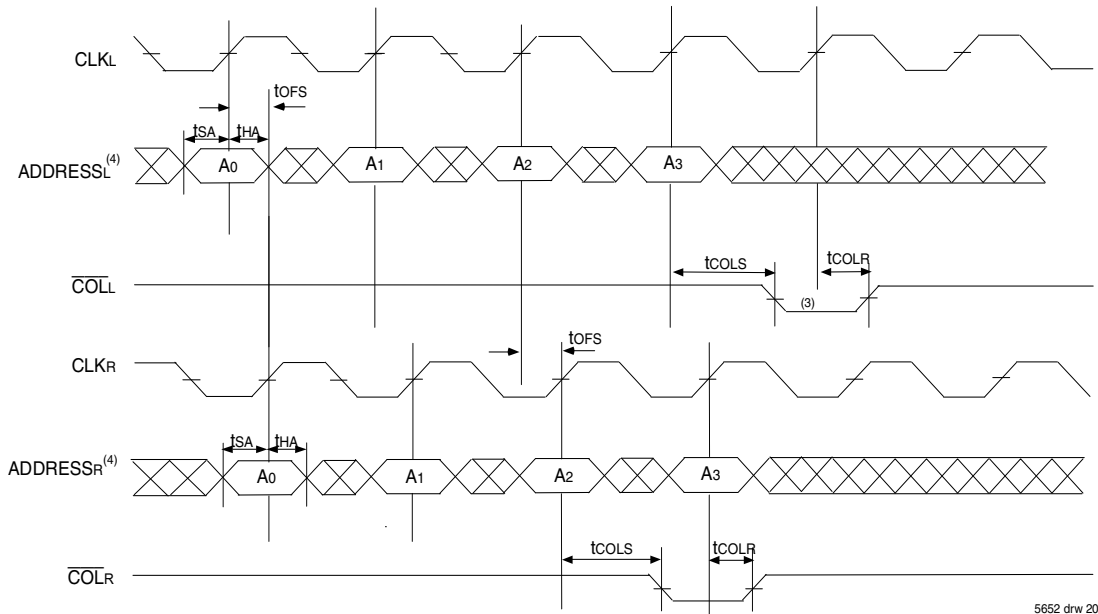 CLKL
tOFS
tSA
tHA
ADDRESSL(4)
A0
A1
A2
A3
tCOLS
tCOLR
COLL
(3)
tOFS
CLKR
tSA
tHA
ADDRESSR(4)
A0
A1
A2
A3
tCOLS
tCOLR
COLR
5652 drw 20